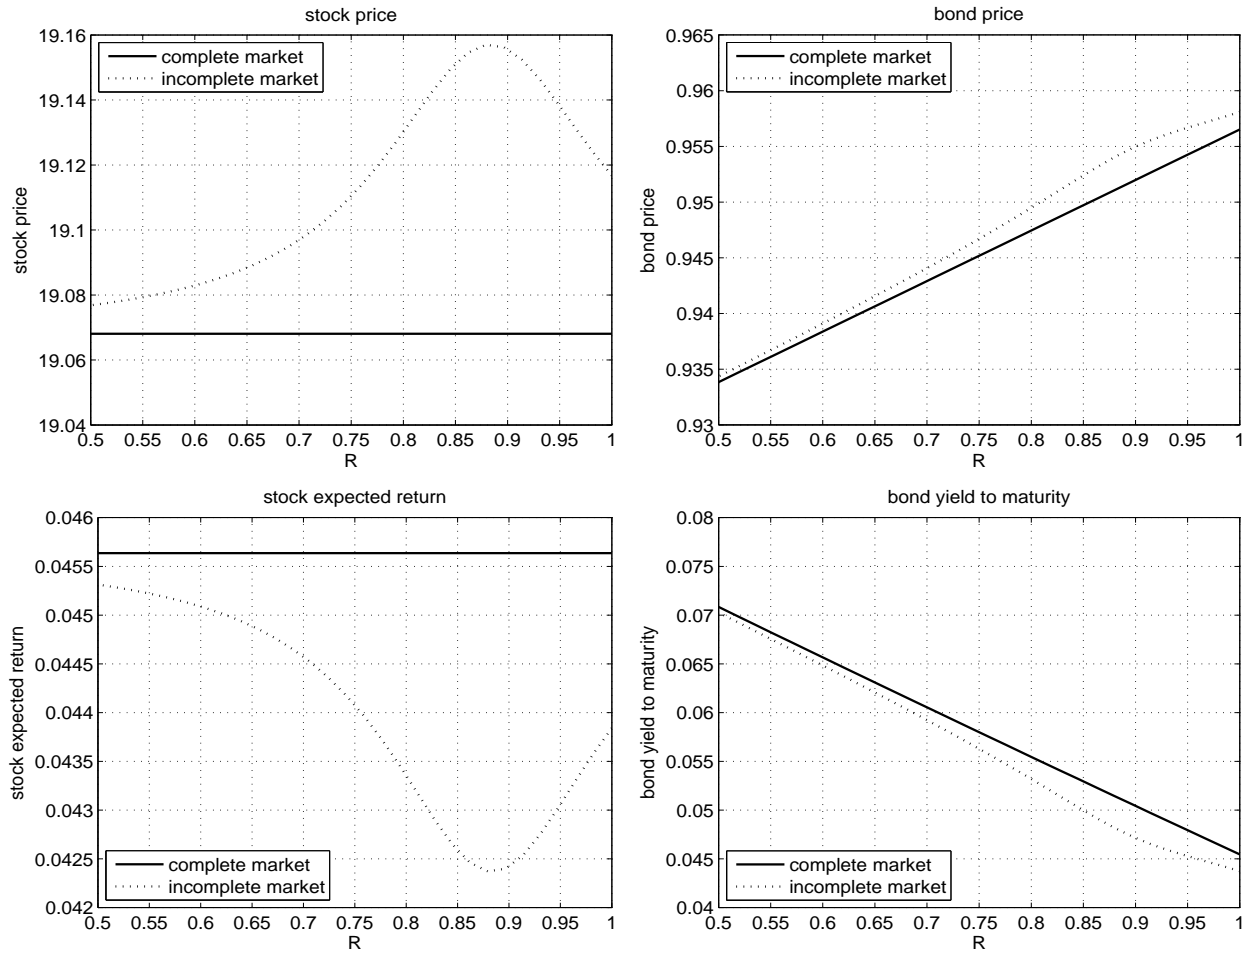 stock price
19.16
19.14
19.12
19.1
19.08
19.06
19.04
stock price
complete market
incomplete market
0.5 0.55 0.6 0.65 0.7 0.75 0.8 0.85 0.9 0.95 1
R
bond price
0.965
0.96
0.955
0.95
0.945
0.94
0.935
0.93
bond price
complete market
incomplete market
0.5 0.55 0.6 0.65 0.7 0.75 0.8 0.85 0.9 0.95 1
R
stock expected return
0.046
0.0455
0.045
0.0445
0.044
0.0435
0.043
0.0425
0.042
stock expected return
complete market
incomplete market
0.5 0.55 0.6 0.65 0.7 0.75 0.8 0.85 0.9 0.95 1
R
bond yield to maturity
0.08
0.075
0.07
0.065
0.06
0.055
0.05
0.045
0.04
bond yield to maturity
complete market
incomplete market
0.5 0.55 0.6 0.65 0.7 0.75 0.8 0.85 0.9 0.95 1
R